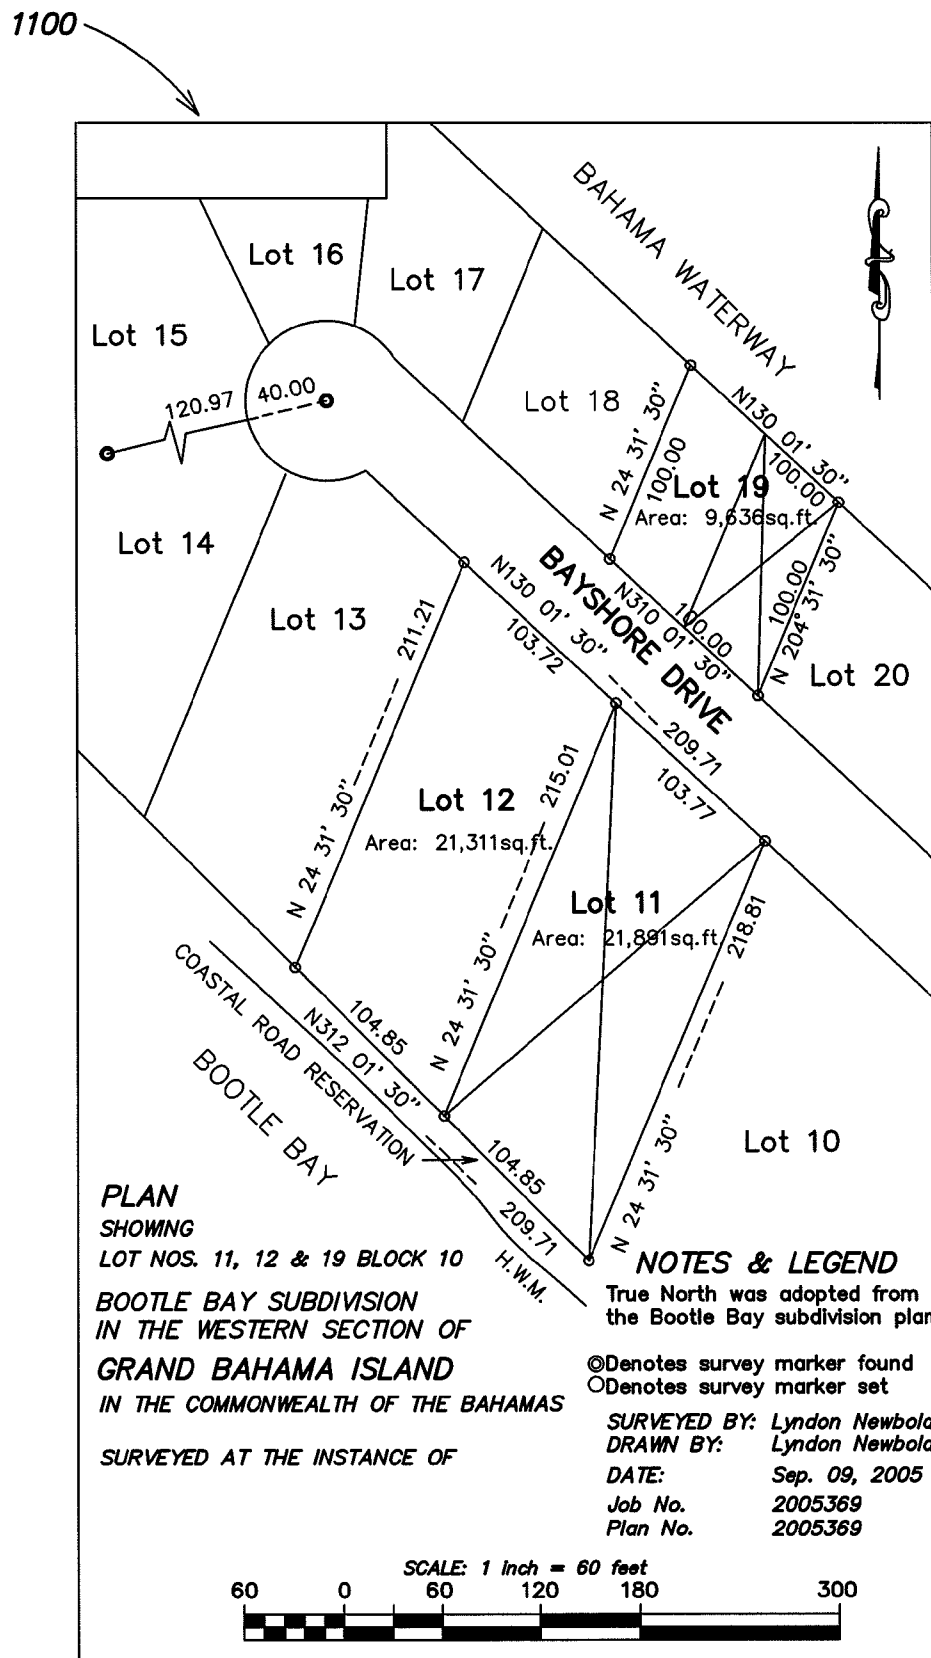 1100
BAHAMA WATERWAY
Lot 16
Lot 17
Lot 15
120.97 40.00
Lot 18
N 24 31' 30"
100.00
N130 01' 30"
100.00
Lot 19
Area: 9,636sq.ft.
Lot 14
BAYSHORE DRIVE
N310 01' 30"
100.00
100.00
N 204° 31' 30"
Lot 20
Lot 13
211.21
N 24 31' 30"
N130 01' 30"
103.72
209.71
103.77
Lot 12
Area: 21,311sq.ft.
215.01
N 24 31' 30"
Lot 11
Area: 21,891sq.ft.
218.81
N 24 31' 30"
COASTAL ROAD RESERVATION
N312 01' 30"
104.85
BOOTLE BAY
104.85
209.71
H.W.M.
Lot 10
PLAN
SHOWING
LOT NOS. 11, 12 & 19 BLOCK 10
BOOTLE BAY SUBDIVISION
IN THE WESTERN SECTION OF
GRAND BAHAMA ISLAND
IN THE COMMONWEALTH OF THE BAHAMAS
SURVEYED AT THE INSTANCE OF
NOTES & LEGEND
True North was adopted from
the Bootle Bay subdivision plan
Denotes survey marker found
Denotes survey marker set
SURVEYED BY: Lyndon Newbold
DRAWN BY: Lyndon Newbold
DATE: Sep. 09, 2005
Job No. 2005369
Plan No. 2005369
SCALE: 1 inch = 60 feet
60 0 60 120 180 300